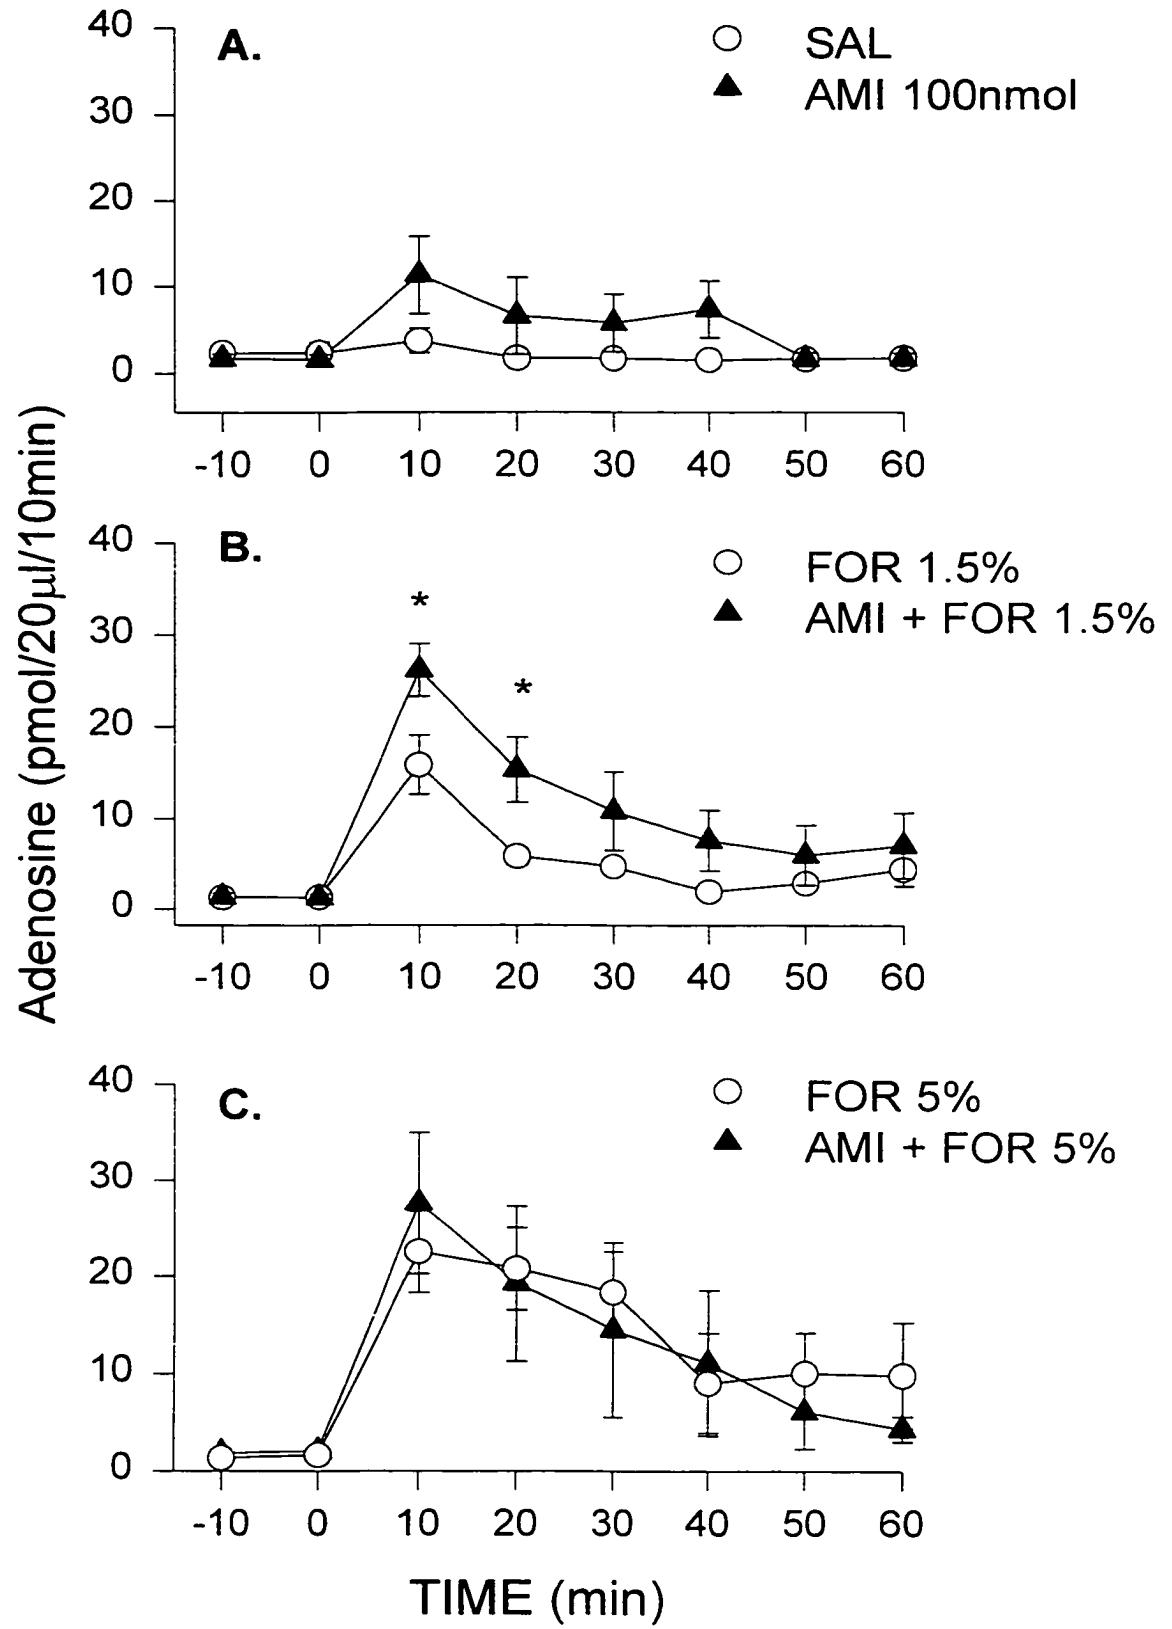 A.
SAL
AMI 100nmol
40
30
20
10
0
-10 0 10 20 30 40 50 60
Adenosine (pmol/20µl/10min)
B.
FOR 1.5%
AMI + FOR 1.5%
40
30
20
10
0
*
*
-10 0 10 20 30 40 50 60
C.
FOR 5%
AMI + FOR 5%
40
30
20
10
0
-10 0 10 20 30 40 50 60
TIME (min)